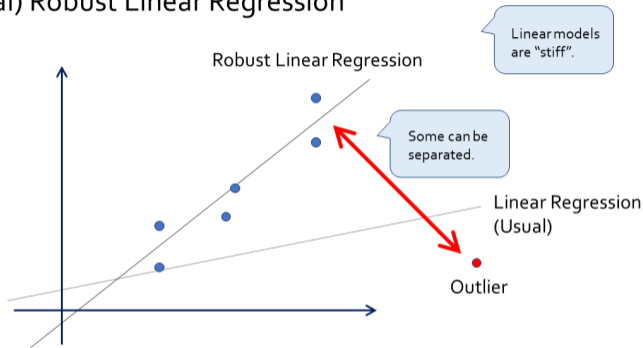 al) Robust Linear Regression
Linear models
are "stiff".
Robust Linear Regression
Some can be
separated.
Linear Regression
(Usual)
Outlier